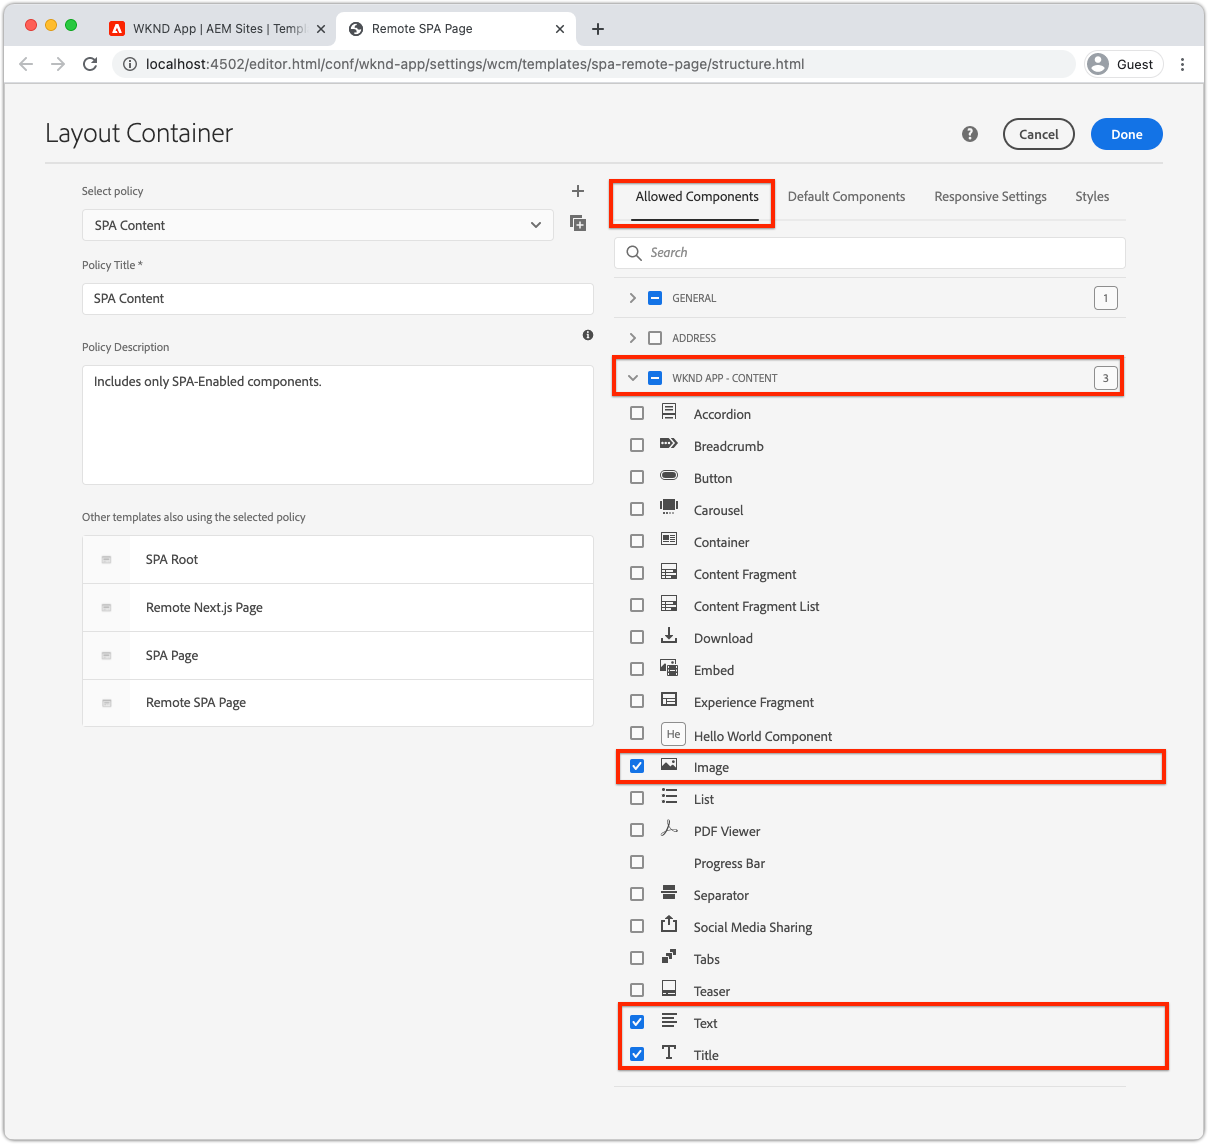 WKND App | AEM Sites | Templ
Remote SPA Page
localhost:4502/editor.html/conf/wknd-app/settings/wcm/templates/spa-remote-page/structure.html
Guest
Layout Container
Cancel
Done
Select policy
SPA Content
Policy Title *
SPA Content
Policy Description
Includes only SPA-Enabled components.
Other templates also using the selected policy
SPA Root
Remote Next.js Page
SPA Page
Remote SPA Page
Allowed Components
Default Components
Responsive Settings
Styles
Search
GENERAL
1
ADDRESS
WKND APP - CONTENT
3
Accordion
Breadcrumb
Button
Carousel
Container
Content Fragment
Content Fragment List
Download
Embed
Experience Fragment
He
Hello World Component
Image
List
PDF Viewer
Progress Bar
Separator
Social Media Sharing
Tabs
Teaser
Text
Title